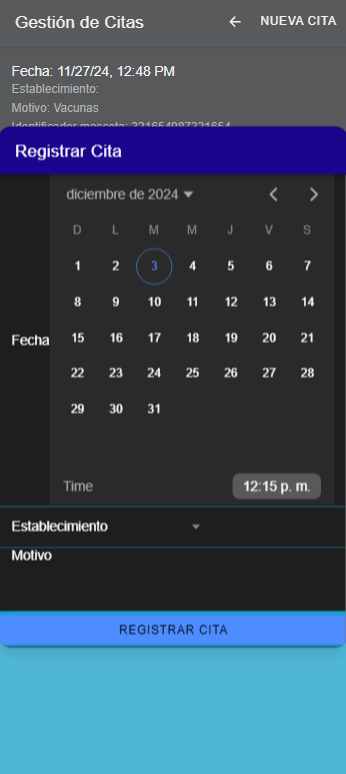 Gestión de Citas
NUEVA CITA
Fecha: 11/27/24, 12:48 PM
Establecimiento:
Motivo: Vacunas
Identificador mascota: 321654987321654
Registrar Cita
diciembre de 2024
D L M M J V S
1 2 3 4 5 6 7
8 9 10 11 12 13 14
Fecha
15 16 17 18 19 20 21
22 23 24 25 26 27 28
29 30 31
Time
12:15 p. m.
Establecimiento
Motivo
REGISTRAR CITA